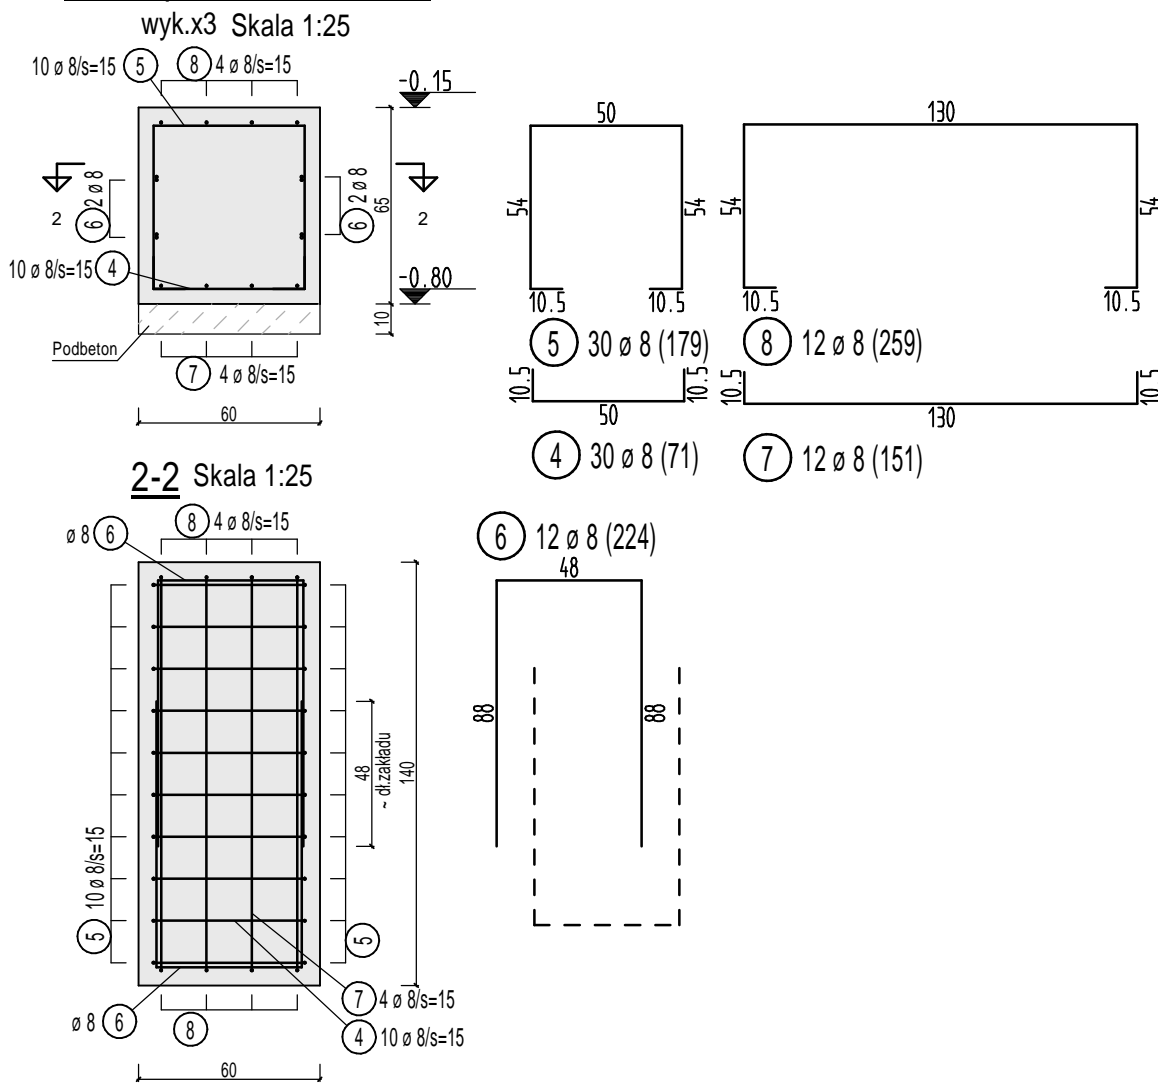 wyk.x3 Skala 1:25
10 ø 8/s=15 5 8 4 ø 8/s=15
-0.15
6 2 ø 8
6 2 ø 8
2
2
65
10 ø 8/s=15 4
-0.80
10
Podbeton
7 4 ø 8/s=15
60
50
54
54
10.5
10.5
5 30 ø 8 (179)
130
54
54
10.5
10.5
8 12 ø 8 (259)
10.5
10.5
50
4 30 ø 8 (71)
10.5
10.5
130
7 12 ø 8 (151)
2-2 Skala 1:25
ø 8 6
8 4 ø 8/s=15
10 ø 8/s=15
5
5
48
~ dł.zakładu
140
7 4 ø 8/s=15
4 10 ø 8/s=15
ø 8 6
8
60
6 12 ø 8 (224)
48
88
88